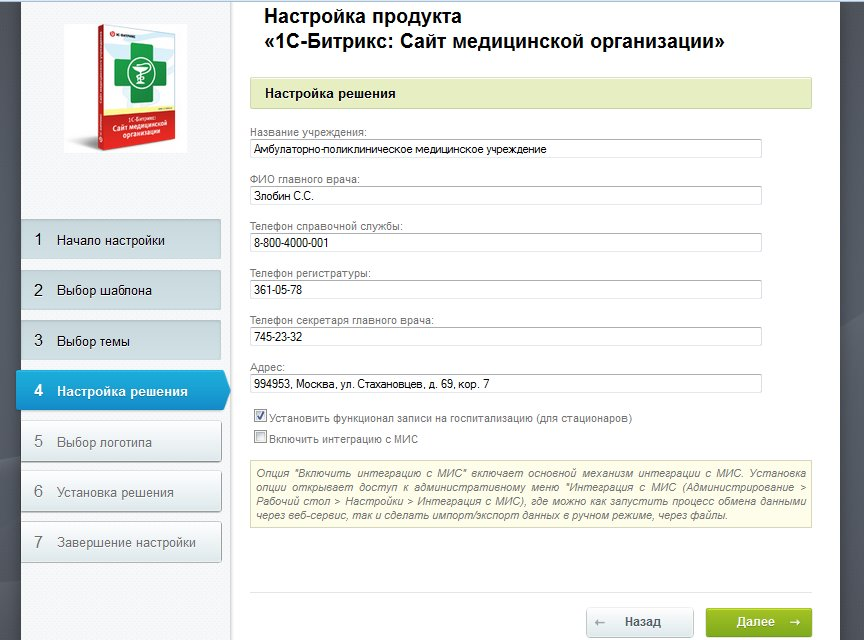 Настройка продукта
«1С-Битрикс: Сайт медицинской организации»
1С-БИТРИКС
1С-Битрикс:
Сайт медицинской
организации
1 Начало настройки
2 Выбор шаблона
3 Выбор темы
4 Настройка решения
5 Выбор логотипа
6 Установка решения
7 Завершение настройки
Настройка решения
Название учреждения:
Амбулаторно-поликлиническое медицинское учреждение
ФИО главного врача:
Злобин С.С.
Телефон справочной службы:
8-800-4000-001
Телефон регистратуры:
361-05-78
Телефон секретаря главного врача:
745-23-32
Адрес:
994953, Москва, ул. Стахановцев, д. 69, кор. 7
Установить функционал записи на госпитализацию (для стационаров)
Включить интеграцию с МИС
Опция "Включить интеграцию с МИС" включает основной механизм интеграции с МИС. Установка
опции открывает доступ к административному меню "Интеграция с МИС (Администрирование >
Рабочий стол > Настройки > Интеграция с МИС), где можно как запустить процесс обмена данными
через веб-сервис, так и сделать импорт/экспорт данных в ручном режиме, через файлы.
← Назад
Далее →